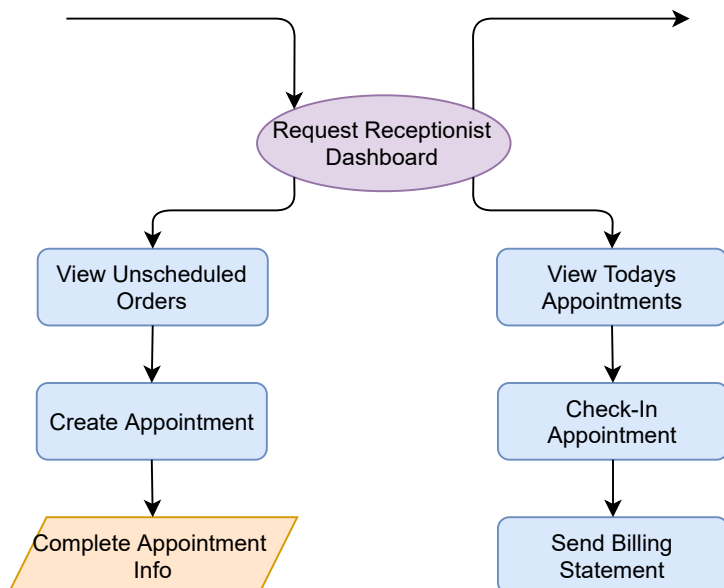 Request Receptionist
Dashboard
View Unscheduled
Orders
View Todays
Appointments
Create Appointment
Check-In
Appointment
Complete Appointment
Info
Send Billing
Statement